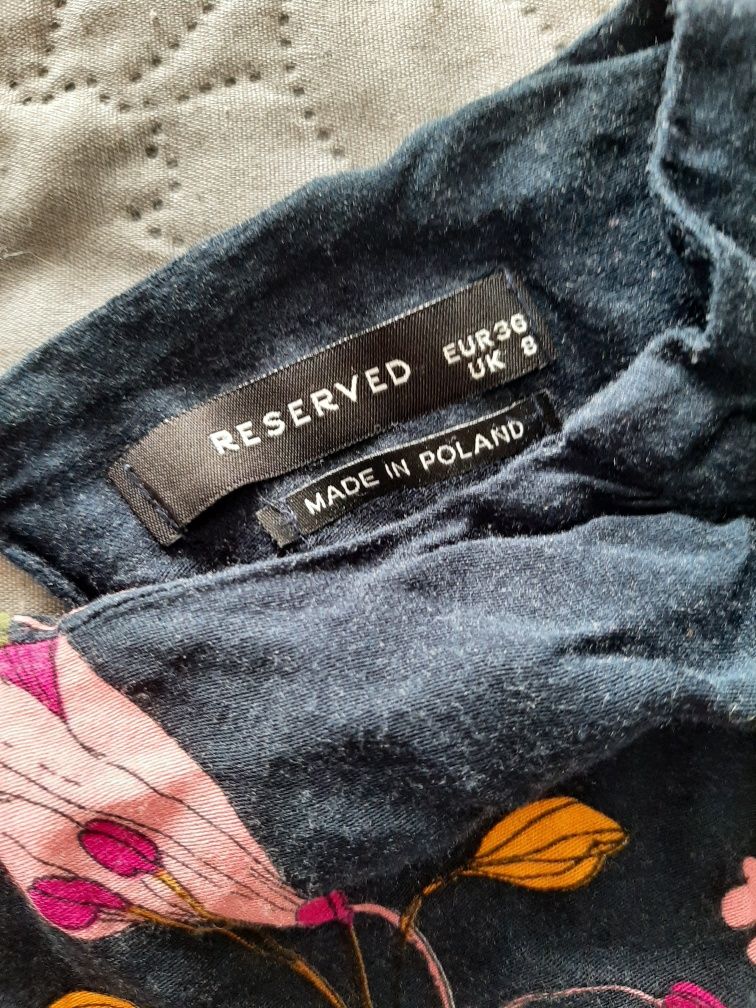 RESERVED
EUR36
UK 8
MADE IN POLAND